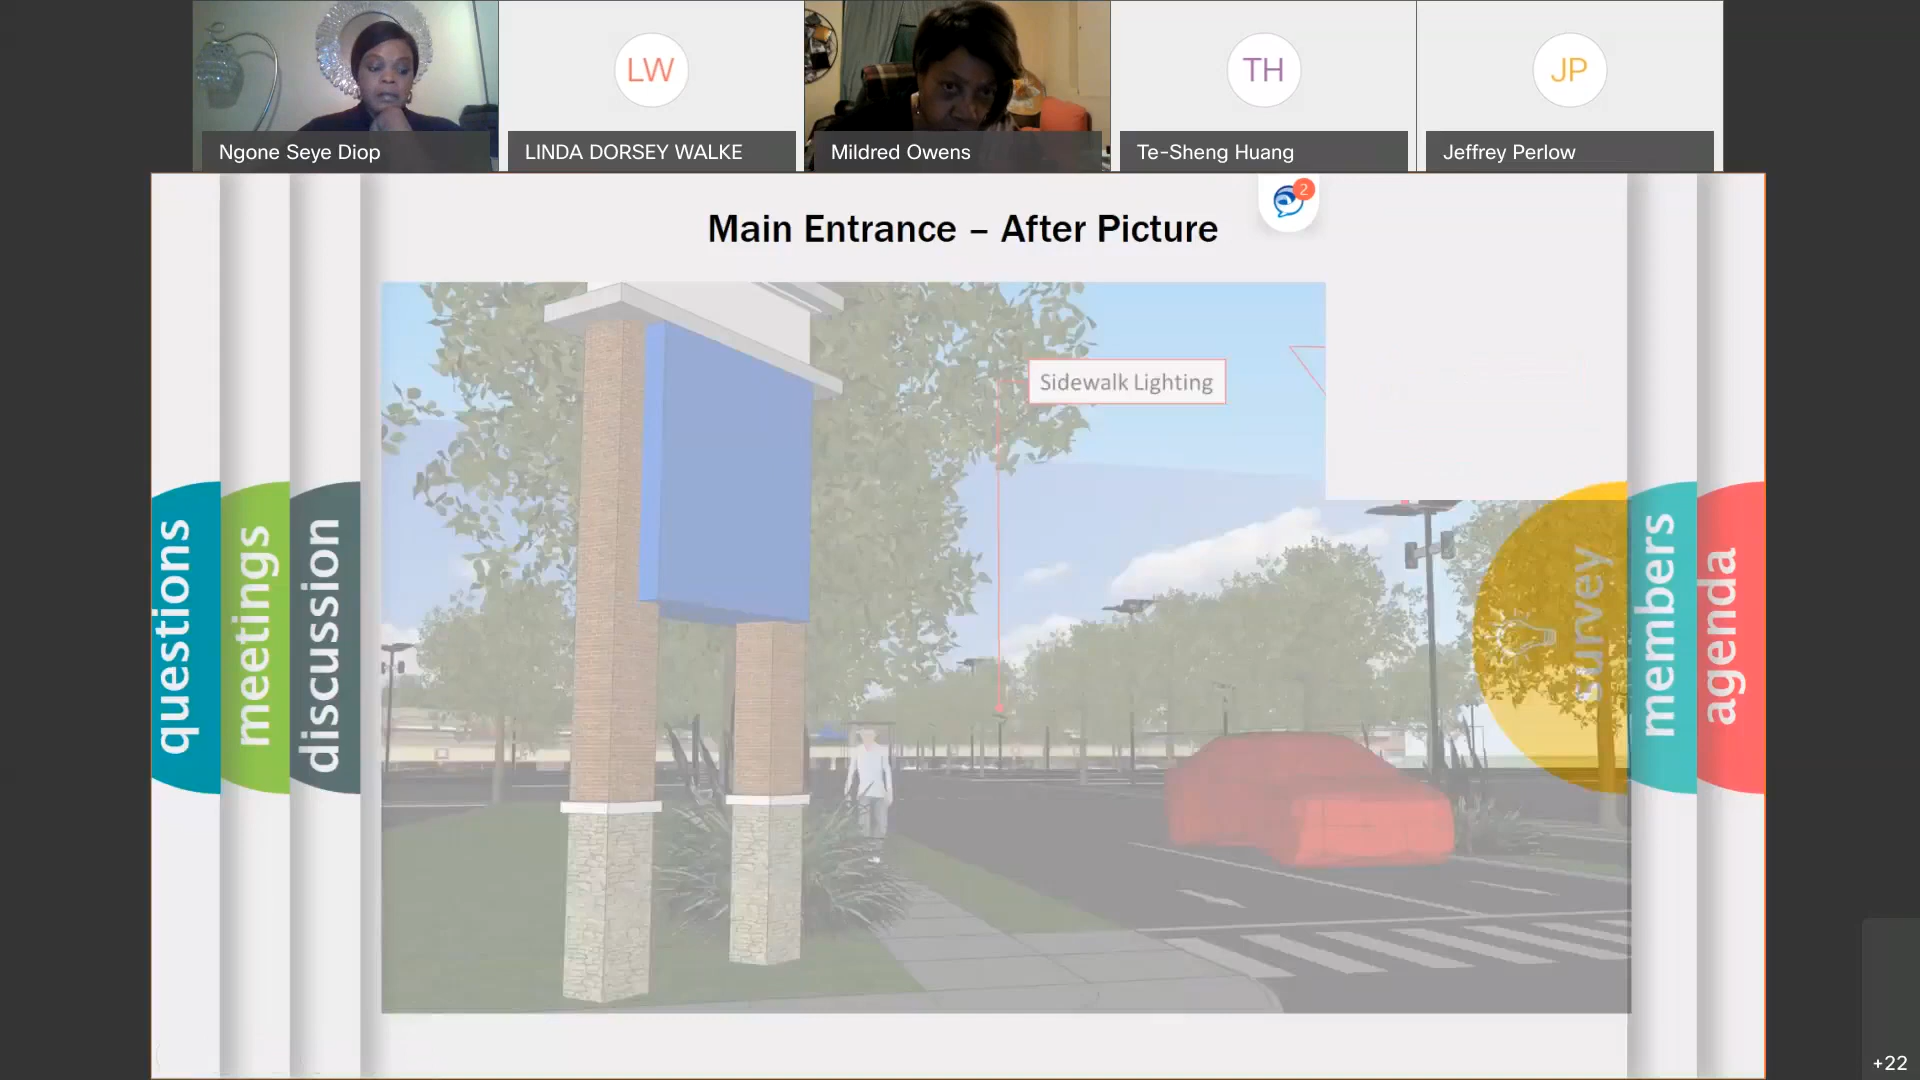 LW
TH
JP
Ngone Seye Diop
LINDA DORSEY WALKE
Mildred Owens
Te-Sheng Huang
Jeffrey Perlow
2
Main Entrance – After Picture
Sidewalk Lighting
questions
meetings
discussion
survey
members
agenda
+22